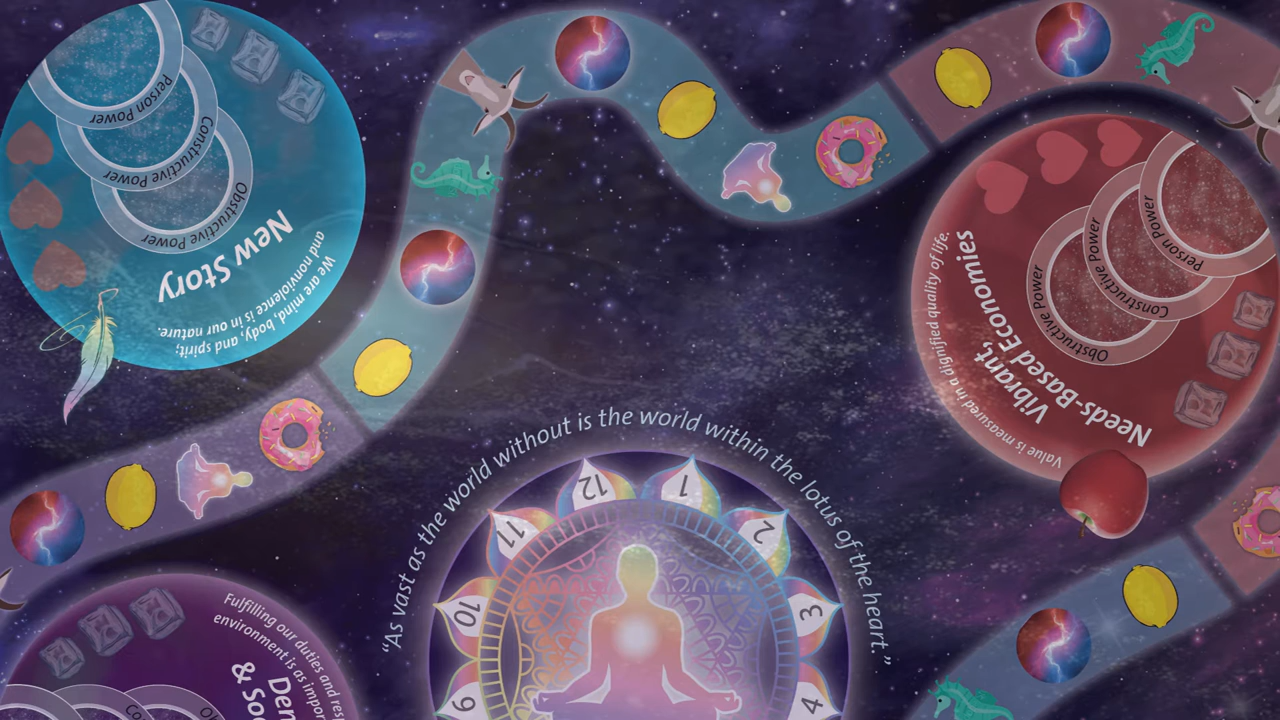 Person Power
Constructive Power
Obstructive Power
New Story
We are mind, body, and spirit;
and nonviolence is in our nature.
Person Power
Constructive Power
Obstructive Power
Vibrant,
Needs-Based Economies
Value is measured in a dignified quality of life.
“As vast as the world without is the world within the lotus of the heart.”
12
1
11
2
10
3
9
4
Fulfilling our duties and
environment is as
& So